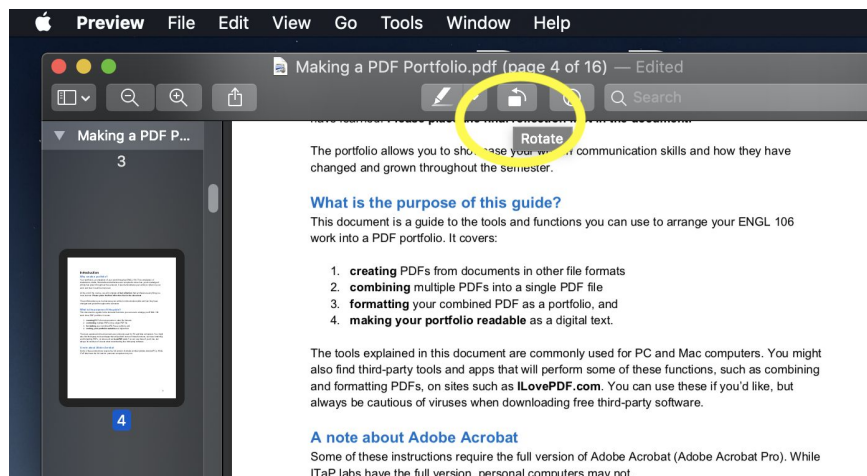 Preview File Edit View Go Tools Window Help
Making a PDF Portfolio.pdf (page 4 of 16) — Edited
Search
Rotate
Making a PDF P...
3
4
The portfolio allows you to showcase your communication skills and how they have
changed and grown throughout the semester.
What is the purpose of this guide?
This document is a guide to the tools and functions you can use to arrange your ENGL 106
work into a PDF portfolio. It covers:
1. creating PDFs from documents in other file formats
2. combining multiple PDFs into a single PDF file
3. formatting your combined PDF as a portfolio, and
4. making your portfolio readable as a digital text.
The tools explained in this document are commonly used for PC and Mac computers. You might
also find third-party tools and apps that will perform some of these functions, such as combining
and formatting PDFs, on sites such as ILovePDF.com. You can use these if you'd like, but
always be cautious of viruses when downloading free third-party software.
A note about Adobe Acrobat
Some of these instructions require the full version of Adobe Acrobat (Adobe Acrobat Pro). While
ITaP labs have the full version, personal computers may not.